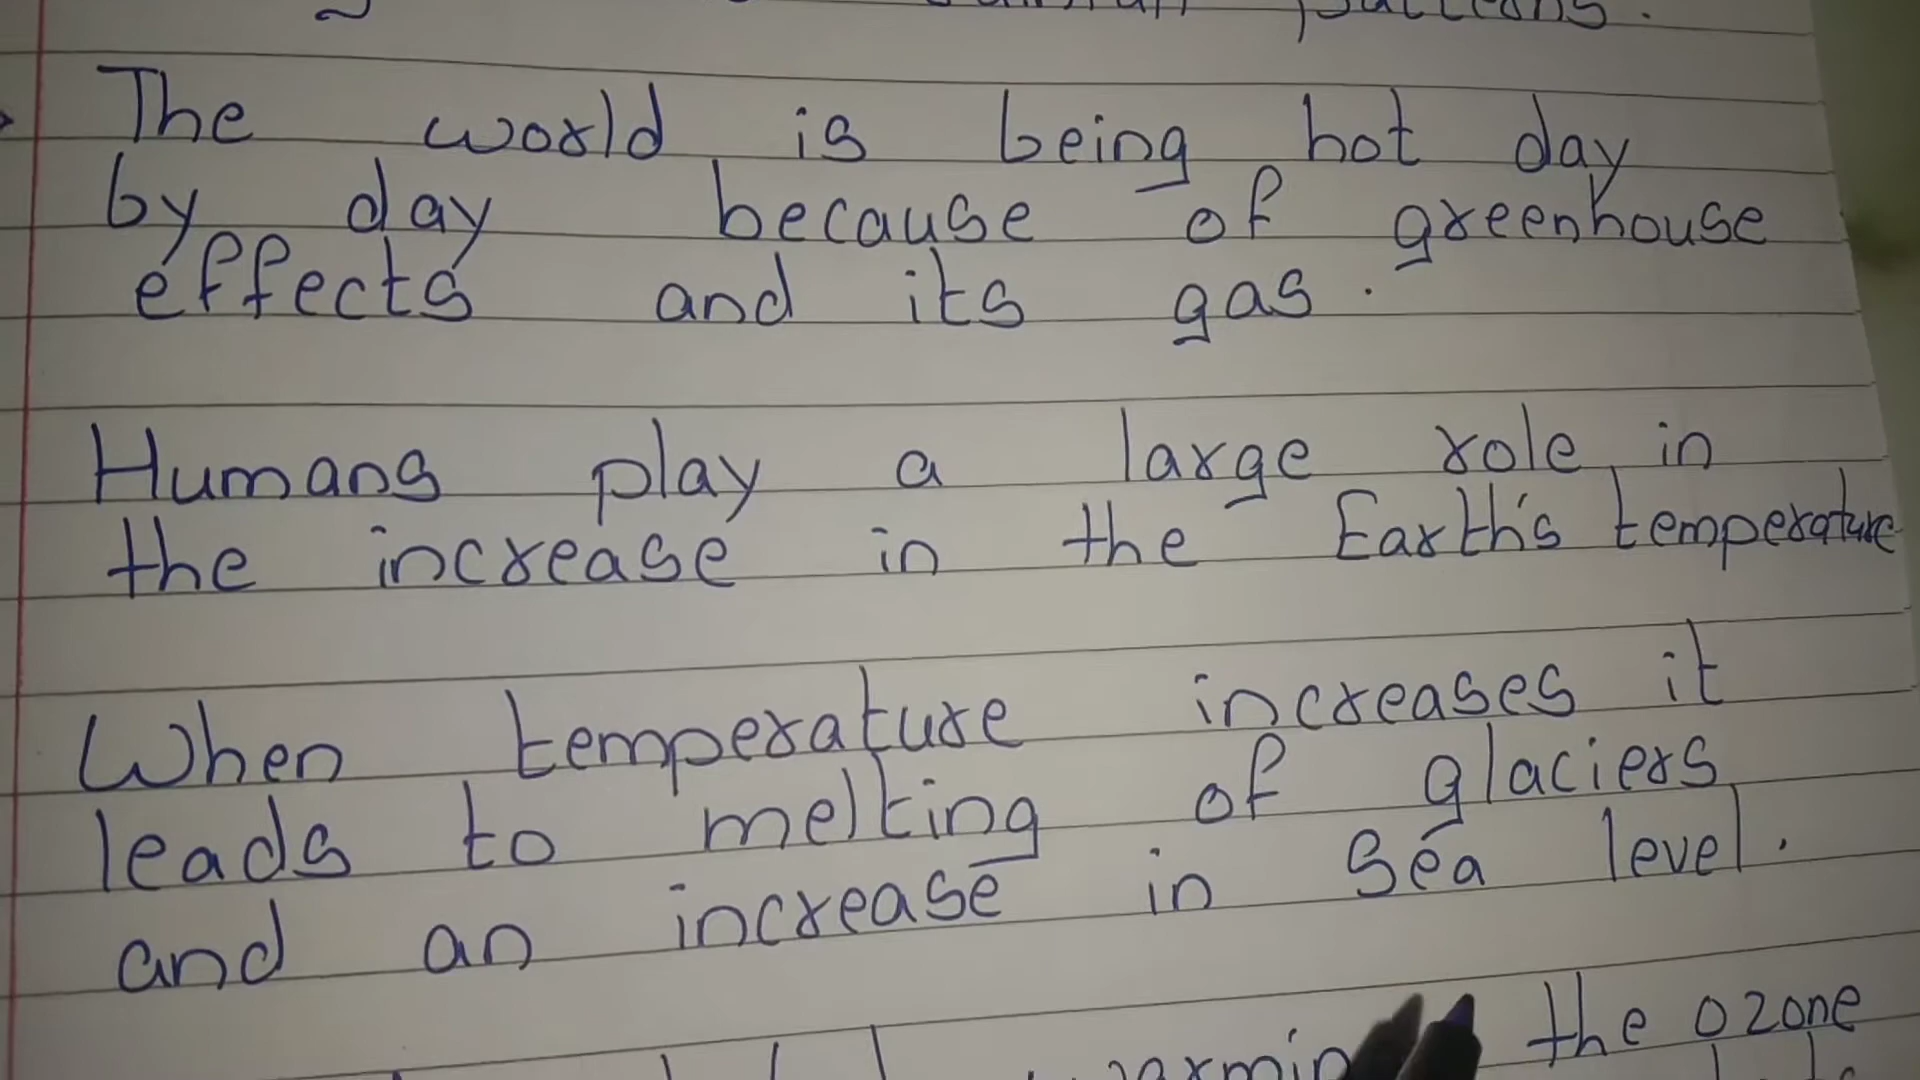 patterns.
The world is being hot day
by day because of greenhouse
effects and its gas.
Humans play a large role in
the increase in the Earth's temperature
When temperature increases it
leads to melting of glaciers
and an increase in sea level.
the ozone